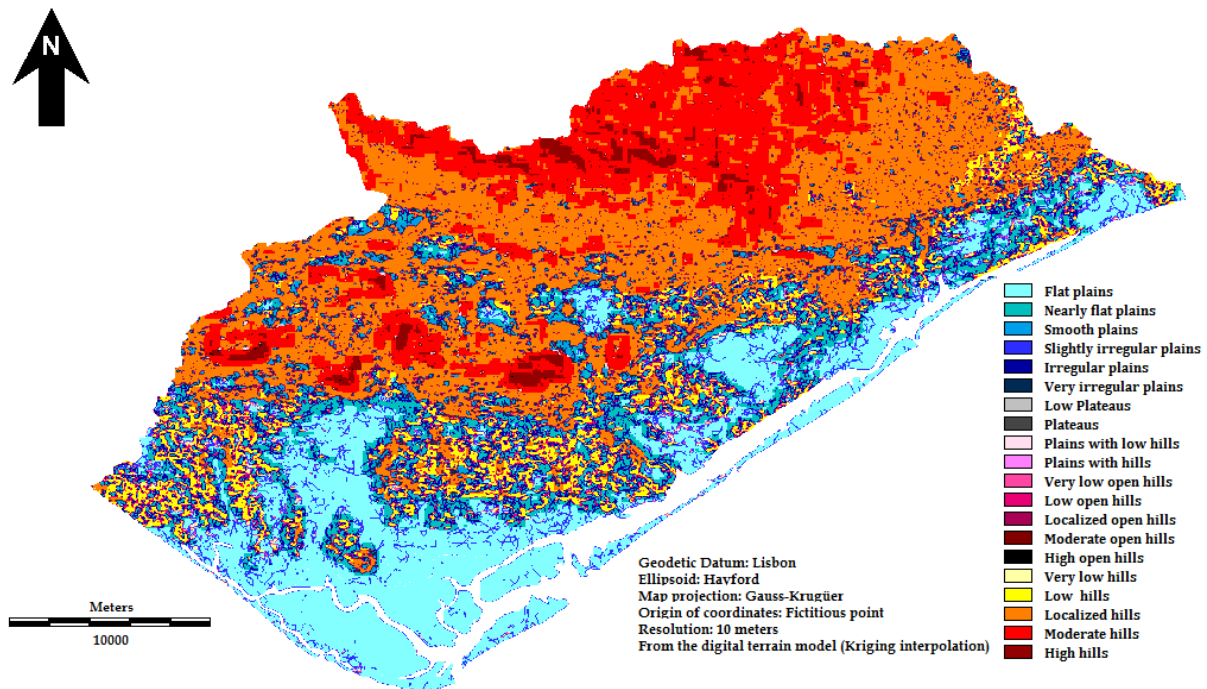 N
Flat plains
Nearly flat plains
Smooth plains
Slightly irregular plains
Irregular plains
Very irregular plains
Low Plateaus
Plateaus
Plains with low hills
Plains with hills
Very low open hills
Low open hills
Localized open hills
Moderate open hills
High open hills
Very low hills
Low hills
Localized hills
Moderate hills
High hills
Geodetic Datum: Lisbon
Ellipsoid: Hayford
Map projection: Gauss-Krugüer
Origin of coordinates: Fictitious point
Resolution: 10 meters
From the digital terrain model (Kriging interpolation)
Meters
10000